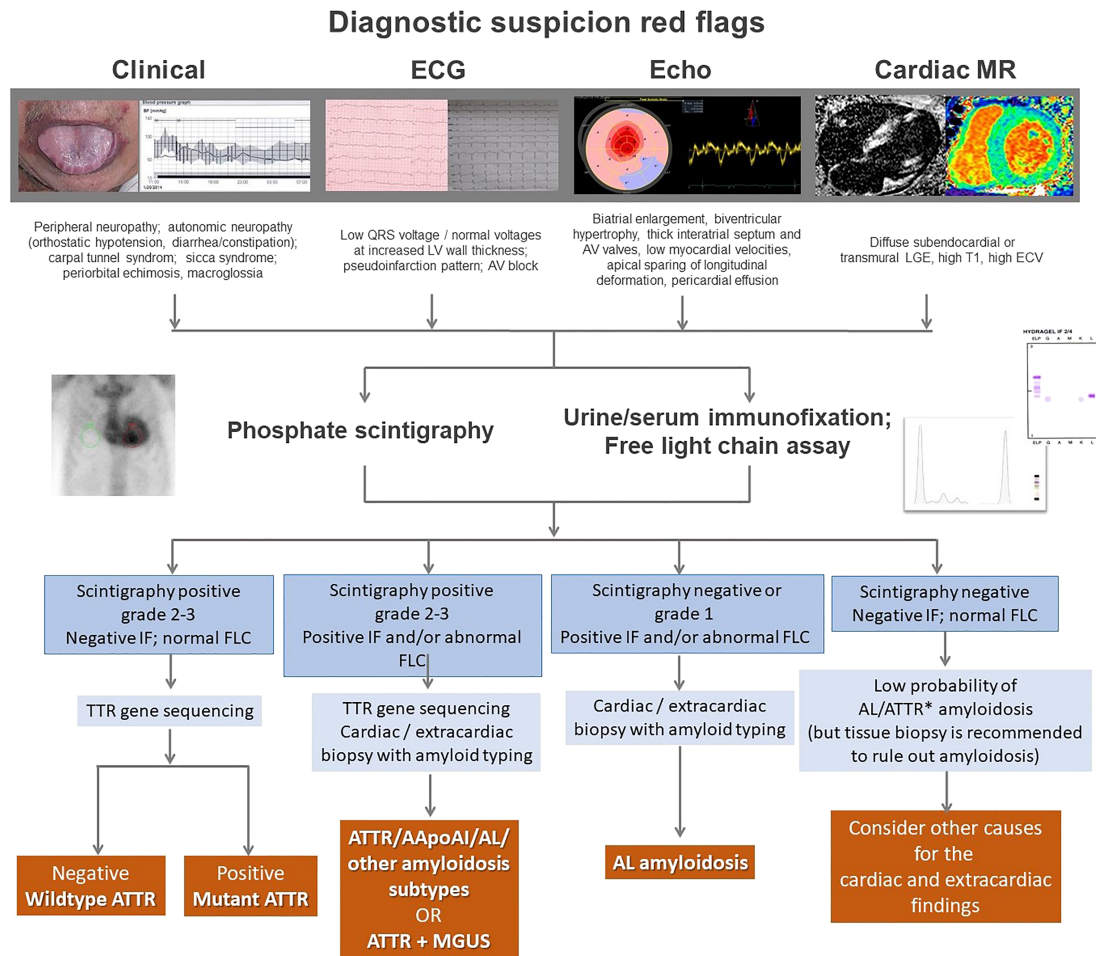 Diagnostic suspicion red flags
Clinical
ECG
Echo
Cardiac MR
Blood pressure graph
BP [mmHg]
1/20/2014
Peripheral neuropathy; autonomic neuropathy
(orthostatic hypotension, diarrhea/constipation);
carpal tunnel syndrom; sicca syndrome;
periorbital echimosis, macroglossia
Low QRS voltage / normal voltages
at increased LV wall thickness;
pseudoinfarction pattern; AV block
Biatrial enlargement, biventricular
hypertrophy, thick interatrial septum and
AV valves, low myocardial velocities,
apical sparing of longitudinal
deformation, pericardial effusion
Diffuse subendocardial or
transmural LGE, high T1, high ECV
HYDRAGEL IF 2/4
ELP G A M K L
Phosphate scintigraphy
Urine/serum immunofixation;
Free light chain assay
Scintigraphy positive
grade 2-3
Negative IF; normal FLC
Scintigraphy positive
grade 2-3
Positive IF and/or abnormal
FLC
Scintigraphy negative or
grade 1
Positive IF and/or abnormal FLC
Scintigraphy negative
Negative IF; normal FLC
TTR gene sequencing
TTR gene sequencing
Cardiac / extracardiac
biopsy with amyloid typing
Cardiac / extracardiac
biopsy with amyloid typing
Low probability of
AL/ATTR* amyloidosis
(but tissue biopsy is recommended
to rule out amyloidosis)
Negative
Wildtype ATTR
Positive
Mutant ATTR
ATTR/AApoAI/AL/
other amyloidosis
subtypes
OR
ATTR + MGUS
AL amyloidosis
Consider other causes
for the
cardiac and extracardiac
findings